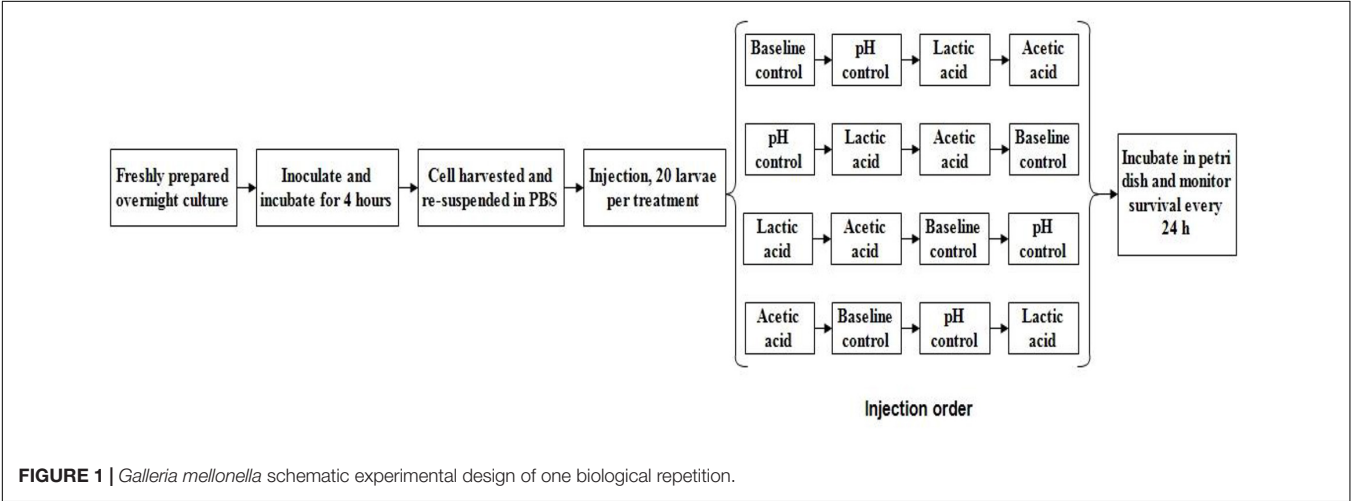 Freshly prepared
overnight culture
Inoculate and
incubate for 4 hours
Cell harvested and
re-suspended in PBS
Injection, 20 larvae
per treatment
Baseline
control
pH
control
Lactic
acid
Acetic
acid
pH
control
Lactic
acid
Acetic
acid
Baseline
control
Lactic
acid
Acetic
acid
Baseline
control
pH
control
Acetic
acid
Baseline
control
pH
control
Lactic
acid
Incubate in petri
dish and monitor
survival every
24 h
Injection order
FIGURE 1 | Galleria mellonella schematic experimental design of one biological repetition.